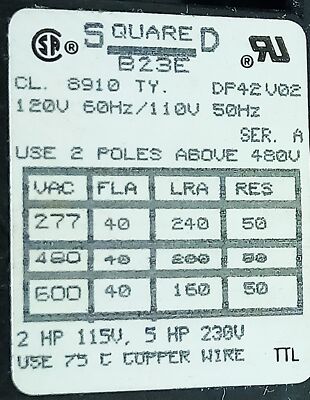 SA ® SQUARE D UR ®
B23E
CL. 8910 TY. DP42V02
120V 60Hz/110V 50Hz
SER. A
USE 2 POLES ABOVE 480V
VAC FLA LRA RES
277 40 240 50
480 40 200 50
600 40 160 50
2 HP 115V, 5 HP 230V
USE 75 C COPPER WIRE TTL